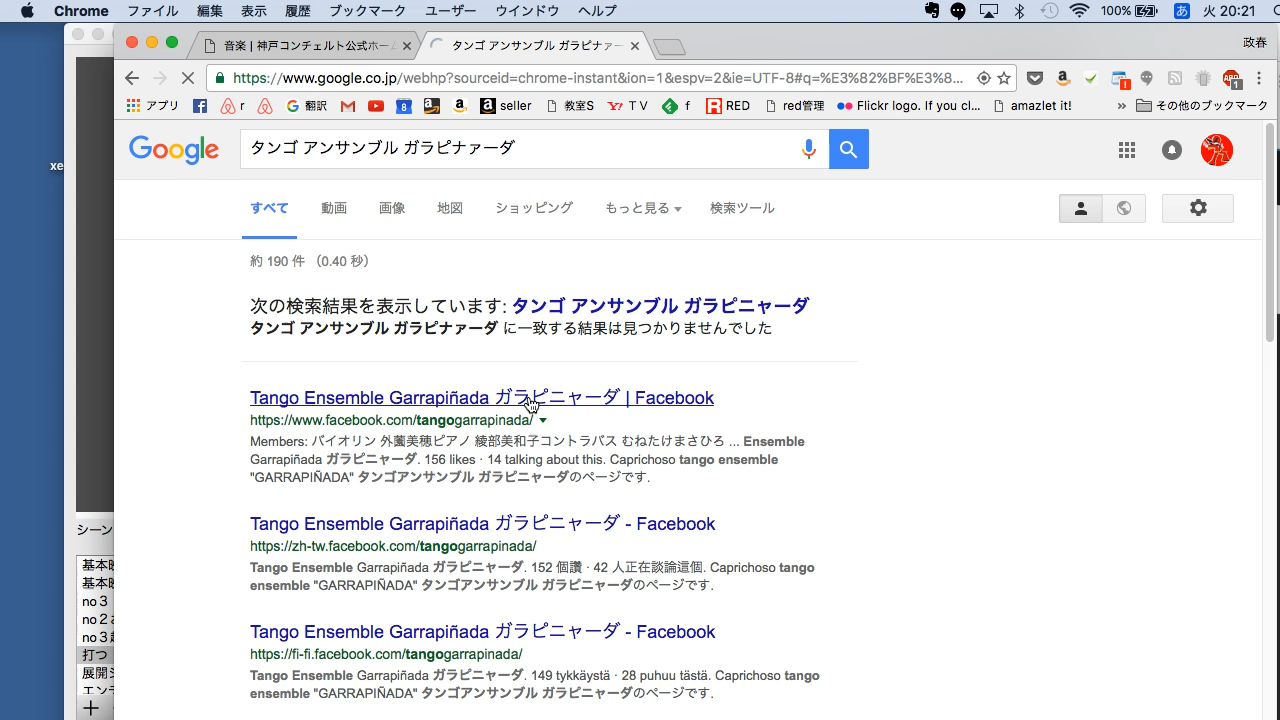 Chrome ファイル 編集 表示 履歴 ブックマーク ユーザー ウインドウ ヘルプ 100% あ 火 20:21
音楽 | 神戸コンチェルト公式ホー
タンゴ アンサンブル ガラピナァー
政春
https://www.google.co.jp/webhp?sourceid=chrome-instant&ion=1&espv=2&ie=UTF-8#q=%E3%82%BF%E3%8...
アプリ r 翻訳 8 seller 教室S TV f RED red管理 Flickr logo. If you cl... amazlet it! » その他のブックマーク
xe
Google タンゴ アンサンブル ガラピナァーダ
すべて 動画 画像 地図 ショッピング もっと見る 検索ツール
約 190 件 （0.40 秒）
次の検索結果を表示しています: タンゴ アンサンブル ガラピニャーダ
タンゴ アンサンブル ガラピナァーダ に一致する結果は見つかりませんでした
Tango Ensemble Garrapiñada ガラピニャーダ | Facebook
https://www.facebook.com/tangogarrapinada/
Members: バイオリン 外薗美穂ピアノ 綾部美和子コントラバス むねたけまさひろ ... Ensemble
Garrapiñada ガラピニャーダ. 156 likes · 14 talking about this. Caprichoso tango ensemble
"GARRAPIÑADA" タンゴアンサンブル ガラピニャーダのページです.
Tango Ensemble Garrapiñada ガラピニャーダ - Facebook
https://zh-tw.facebook.com/tangogarrapinada/
Tango Ensemble Garrapiñada ガラピニャーダ. 152 個讚 · 42 人正在談論這個. Caprichoso tango
ensemble "GARRAPIÑADA" タンゴアンサンブル ガラピニャーダのページです.
Tango Ensemble Garrapiñada ガラピニャーダ - Facebook
https://fi-fi.facebook.com/tangogarrapinada/
Tango Ensemble Garrapiñada ガラピニャーダ. 149 tykkäystä · 28 puhuu tästä. Caprichoso tango
ensemble "GARRAPIÑADA" タンゴアンサンブル ガラピニャーダのページです.
シーン
基本
基本
no３
no２
no３
打つ
展開
エン